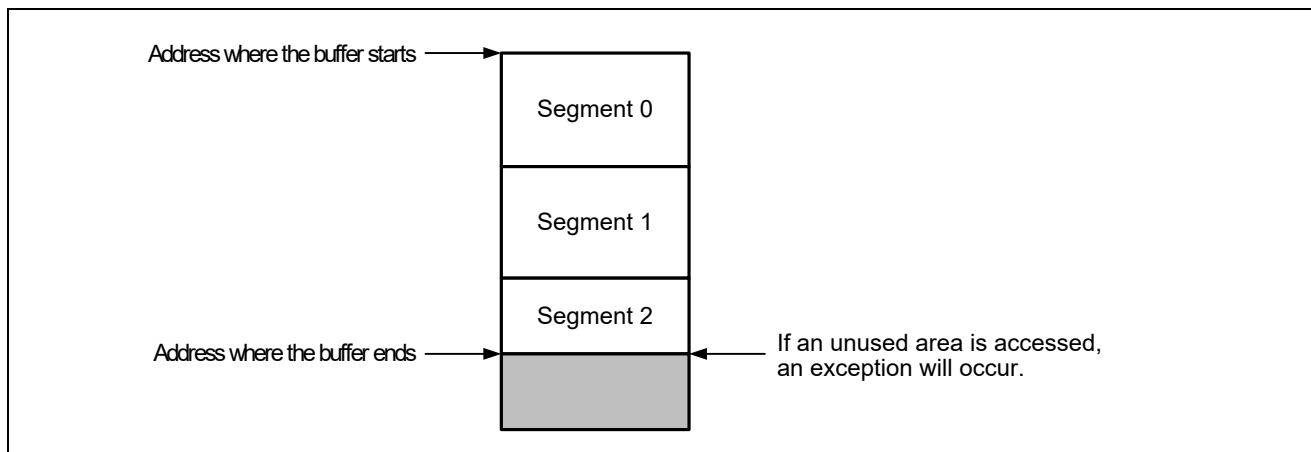 Address where the buffer starts
Segment 0
Segment 1
Segment 2
Address where the buffer ends
If an unused area is accessed,
an exception will occur.